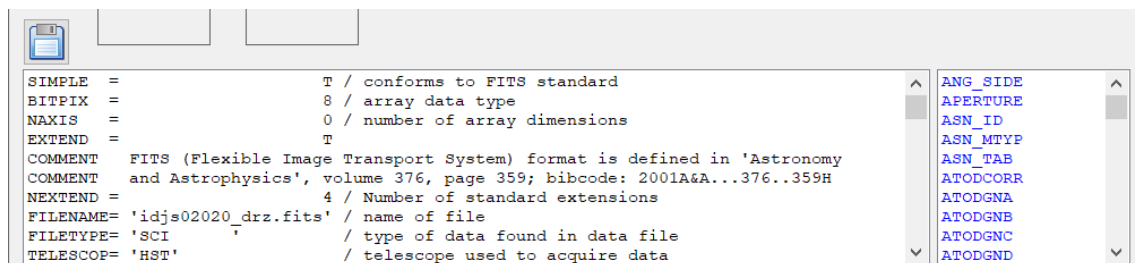 SIMPLE  =                    T / conforms to FITS standard
BITPIX  =                    8 / array data type
NAXIS   =                    0 / number of array dimensions
EXTEND  =                    T
COMMENT   FITS (Flexible Image Transport System) format is defined in 'Astronomy
COMMENT   and Astrophysics', volume 376, page 359; bibcode: 2001A&A...376..359H
NEXTEND =                    4 / Number of standard extensions
FILENAME= 'idjs02020_drz.fits' / name of file
FILETYPE= 'SCI      '          / type of data found in data file
TELESCOP= 'HST'                / telescope used to acquire data
ANG_SIDE
APERTURE
ASN_ID
ASN_MTYP
ASN_TAB
ATODCORR
ATODGNA
ATODGNB
ATODGNC
ATODGND